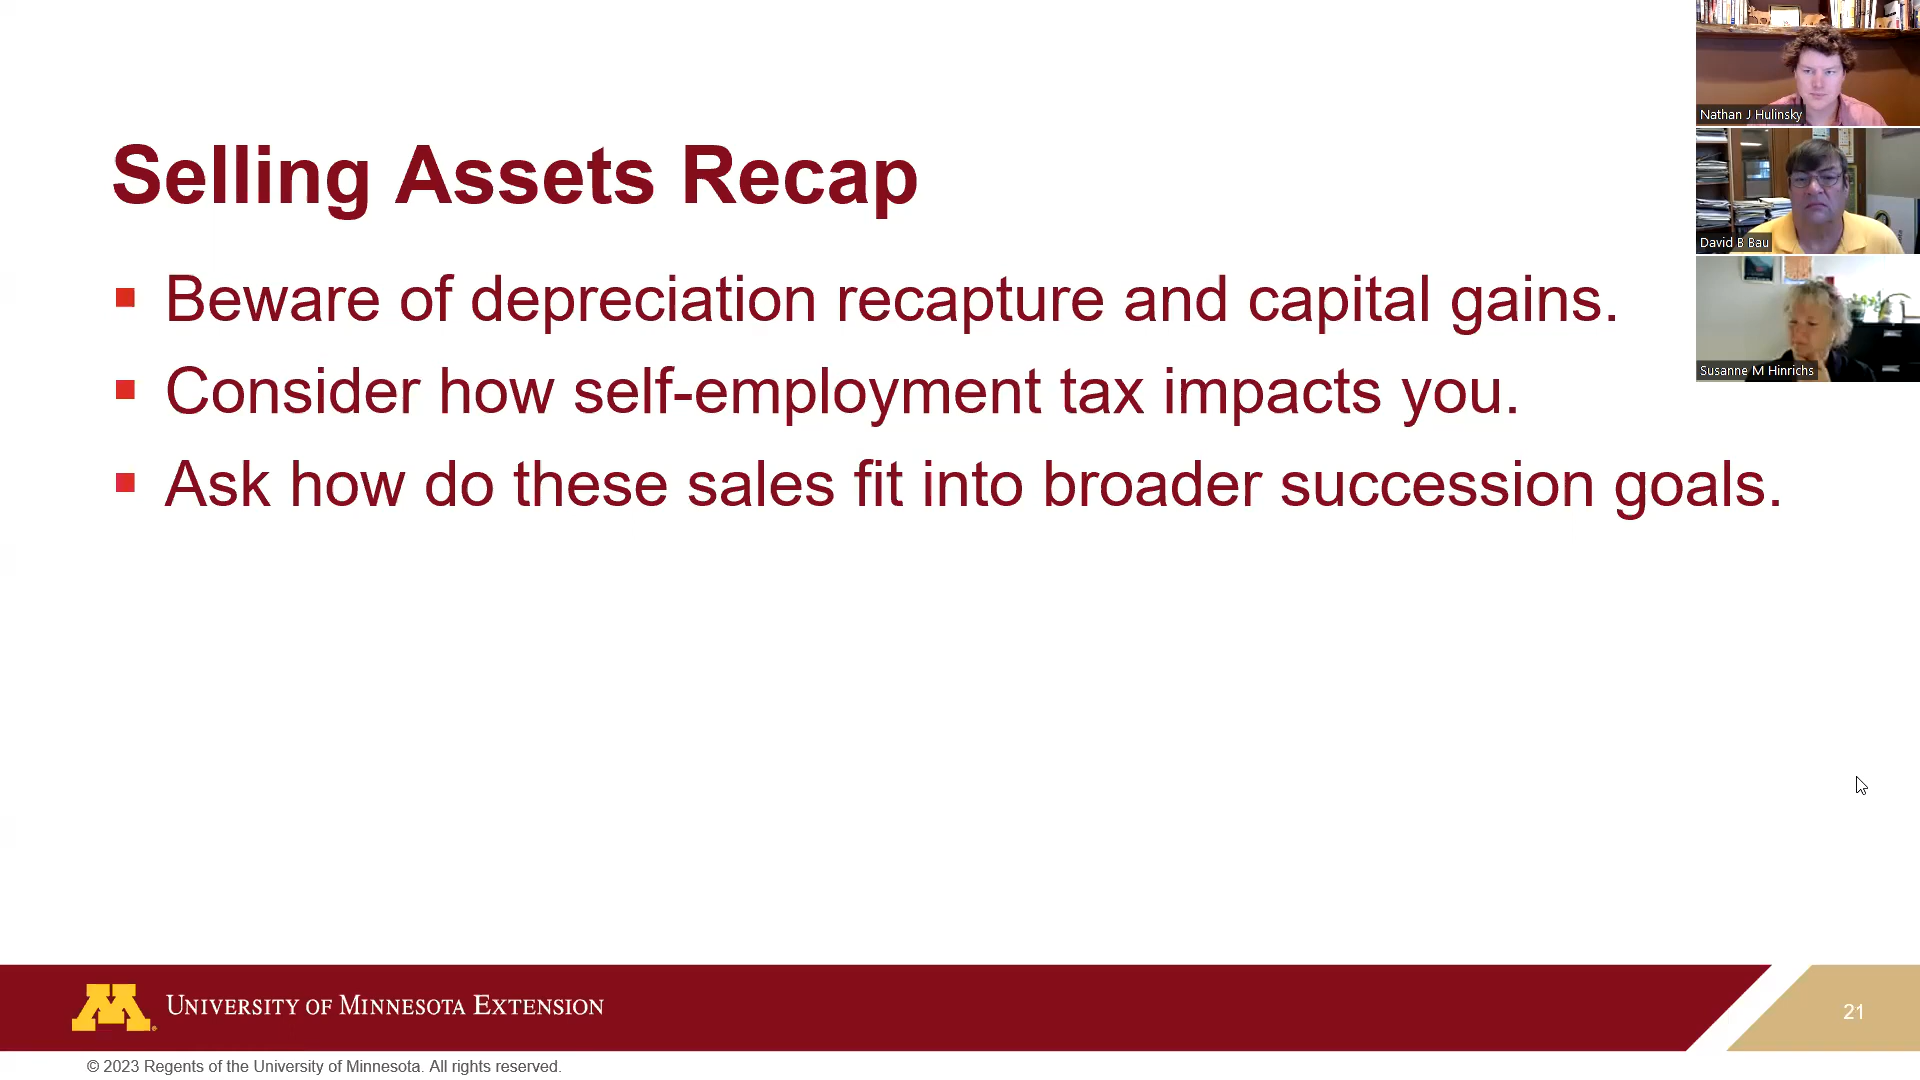 Selling Assets Recap
Beware of depreciation recapture and capital gains.
Consider how self-employment tax impacts you.
Ask how do these sales fit into broader succession goals.
Nathan J Hulinsky
David B Bau
Susanne M Hinrichs
M
UNIVERSITY OF MINNESOTA EXTENSION
21
© 2023 Regents of the University of Minnesota. All rights reserved.